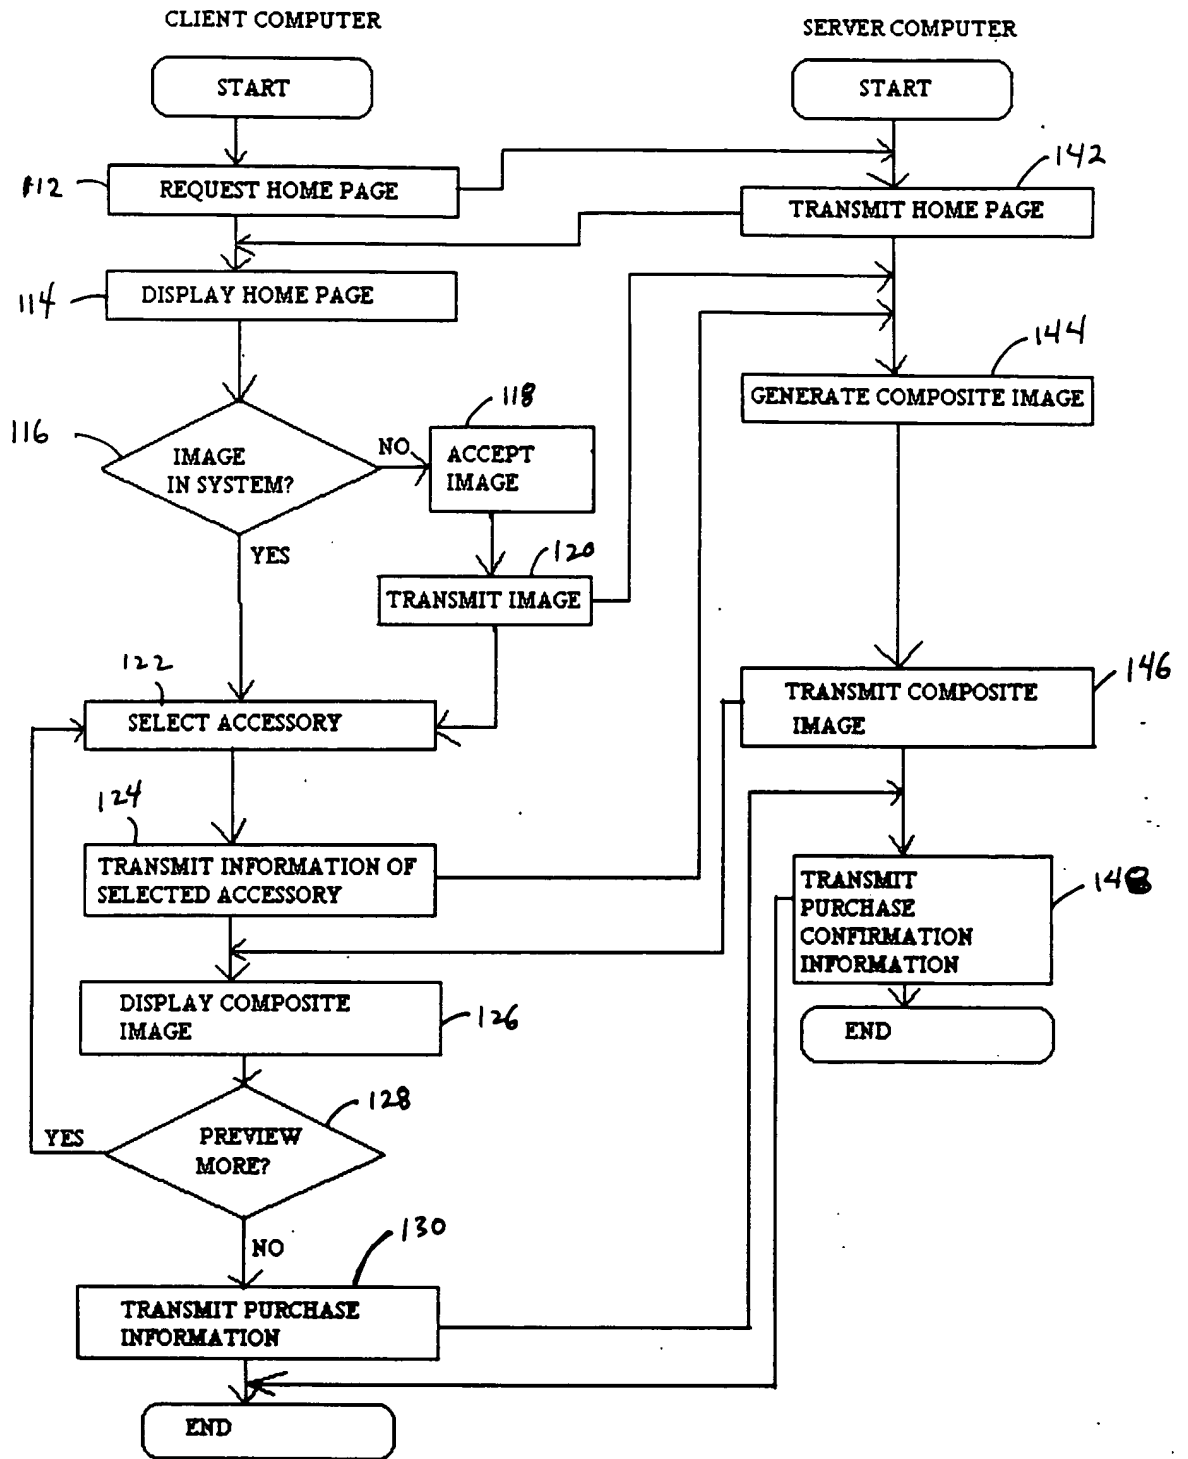 CLIENT COMPUTER
SERVER COMPUTER
START
START
112
REQUEST HOME PAGE
142
TRANSMIT HOME PAGE
114
DISPLAY HOME PAGE
144
GENERATE COMPOSITE IMAGE
116
IMAGE
IN SYSTEM?
NO
118
ACCEPT
IMAGE
YES
120
TRANSMIT IMAGE
122
SELECT ACCESSORY
146
TRANSMIT COMPOSITE
IMAGE
124
TRANSMIT INFORMATION OF
SELECTED ACCESSORY
148
TRANSMIT
PURCHASE
CONFIRMATION
INFORMATION
DISPLAY COMPOSITE
IMAGE
126
END
128
PREVIEW
MORE?
YES
NO
130
TRANSMIT PURCHASE
INFORMATION
END